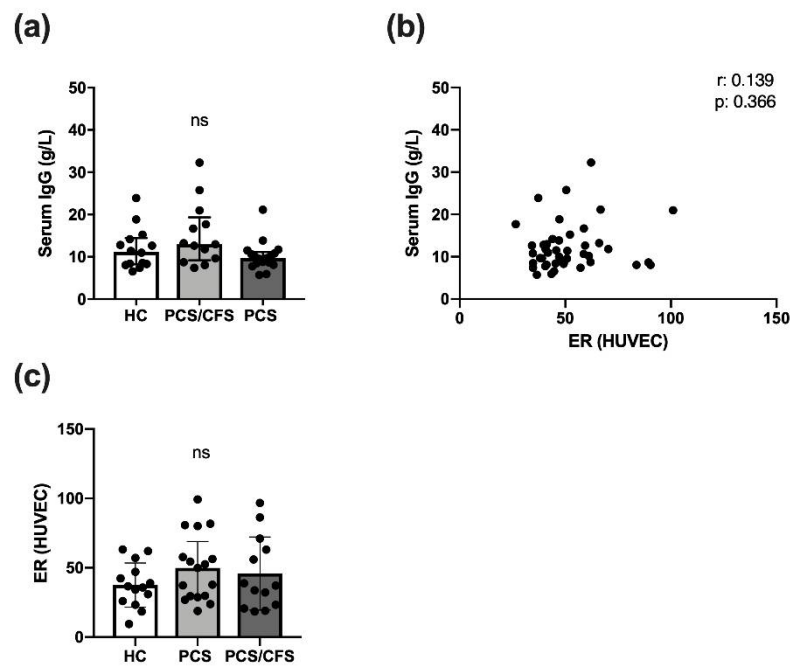 (a)
Serum IgG (g/L)
50
40
30
20
10
0
ns
HC PCS/CFS PCS
(b)
Serum IgG (g/L)
50
40
30
20
10
0
r: 0.139
p: 0.366
0 50 100 150
ER (HUVEC)
(c)
ER (HUVEC)
150
100
50
0
ns
HC PCS PCS/CFS